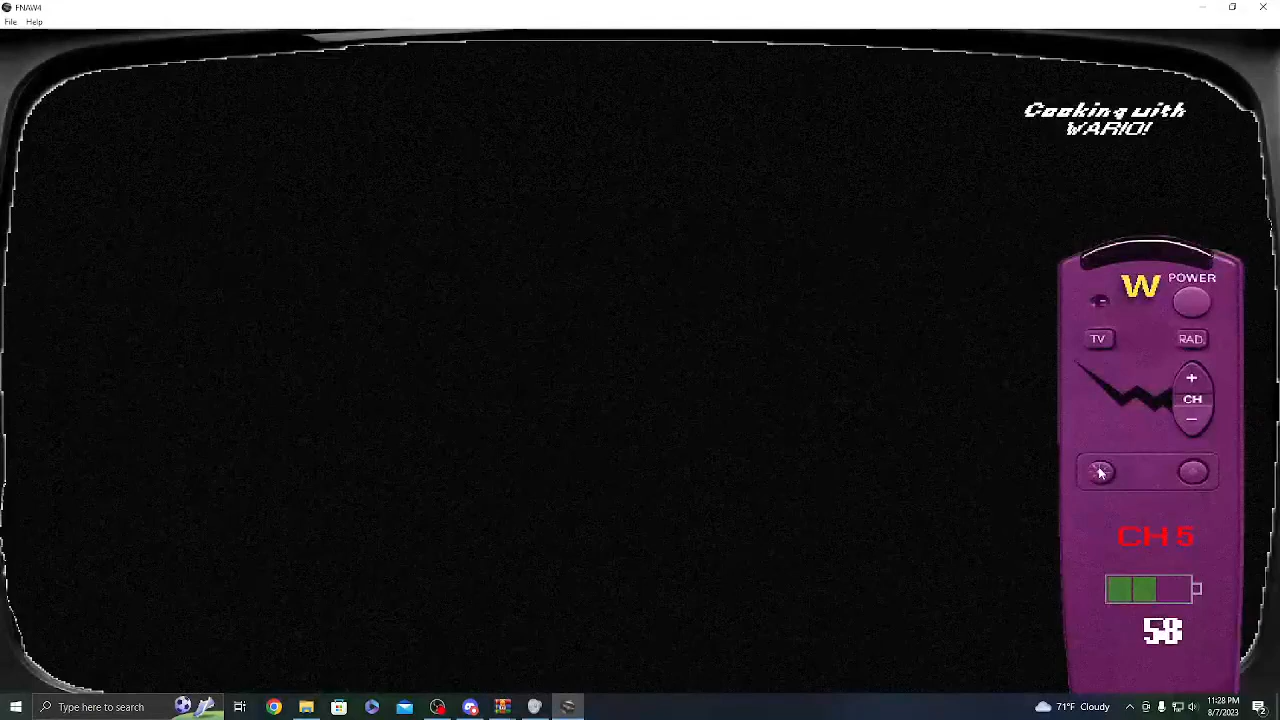 FNAW4
File Help
Cooking with
WARIO!
W POWER
TV RAD.
+
CH
-
CH 5
58
Type here to search
71°F Cloudy
11:28 PM
8/7/2023
2